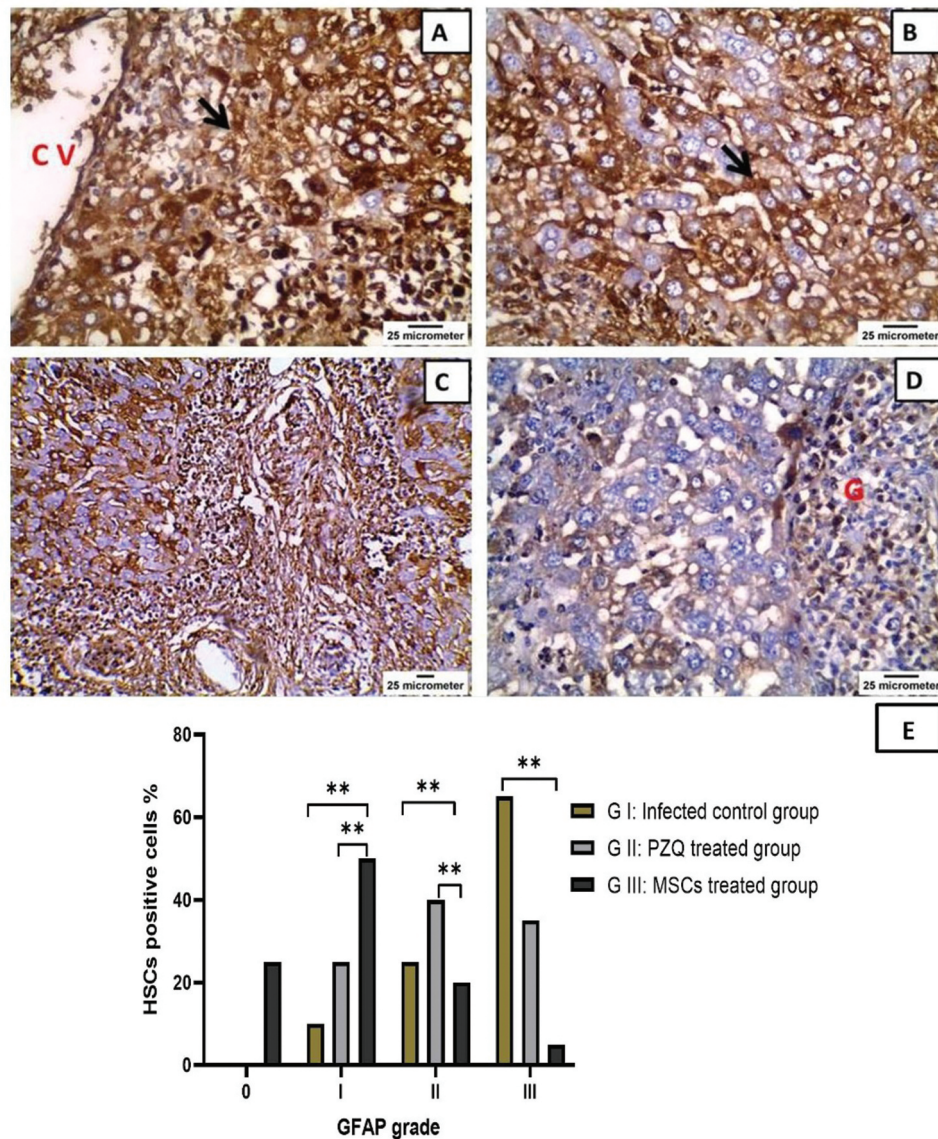 A
B
C V
25 micrometer
25 micrometer
C
D
G
25 micrometer
25 micrometer
E
80
60
40
20
0
HSCs positive cells %
**
**
**
**
**
0
I
II
III
GFAP grade
G I: Infected control group
G II: PZQ treated group
G III: MSCs treated group